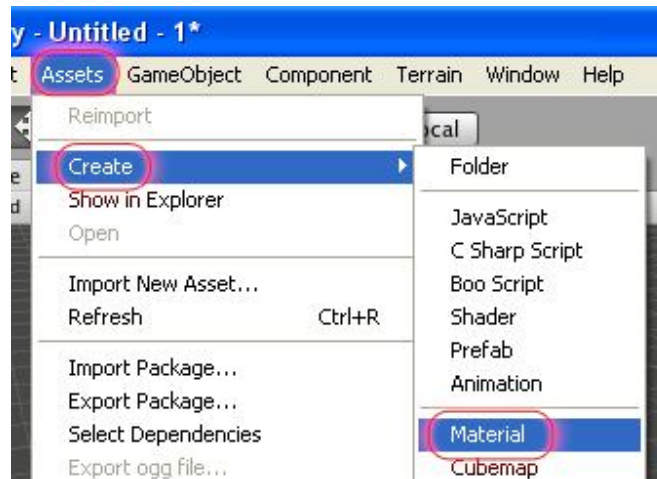 y - Untitled - 1*
t Assets GameObject Component Terrain Window Help
Reimport
ocal
Create
Folder
e
Show in Explorer
d
JavaScript
Open
C Sharp Script
Import New Asset...
Boo Script
Refresh Ctrl+R
Shader
Prefab
Import Package...
Animation
Export Package...
Select Dependencies
Material
Export ogg file...
Cubemap